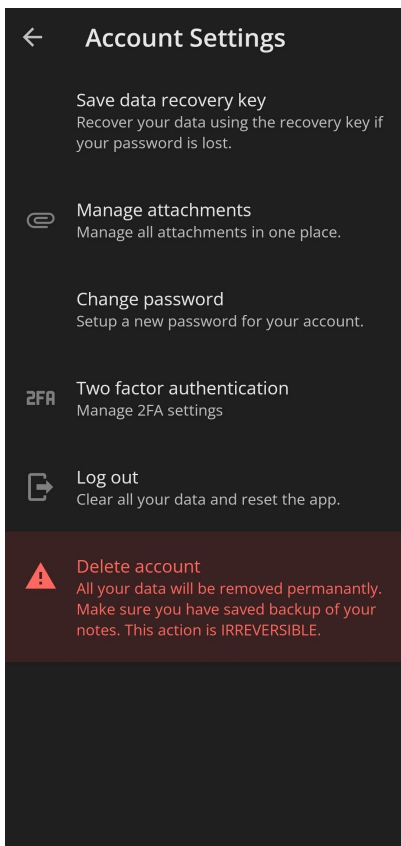 Account Settings
Save data recovery key
Recover your data using the recovery key if
your password is lost.
Manage attachments
Manage all attachments in one place.
Change password
Setup a new password for your account.
2FA
Two factor authentication
Manage 2FA settings
Log out
Clear all your data and reset the app.
Delete account
All your data will be removed permanantly.
Make sure you have saved backup of your
notes. This action is IRREVERSIBLE.